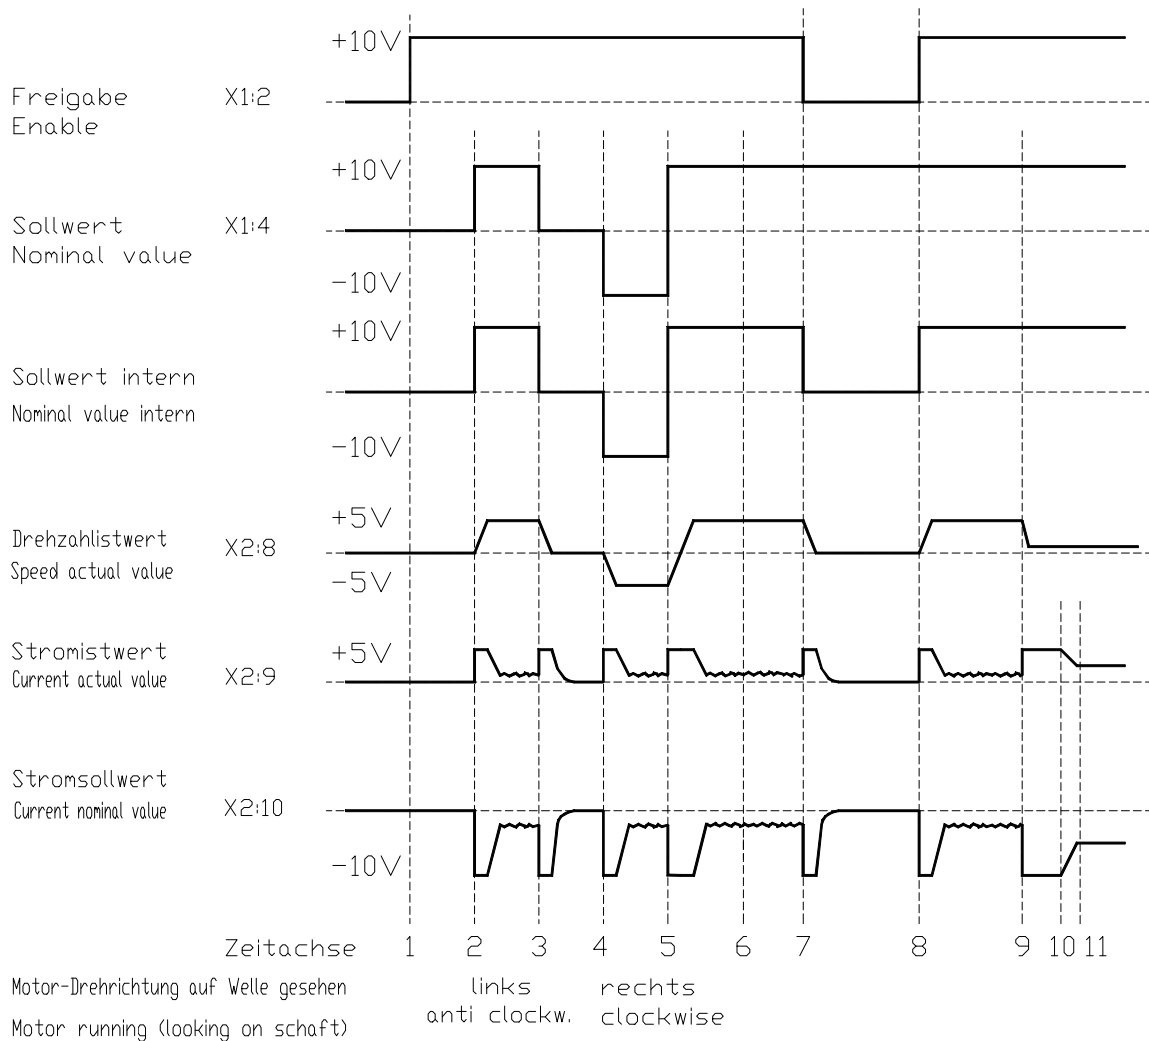 +10V
Freigabe X1:2
Enable
+10V
Sollwert X1:4
Nominal value
-10V
+10V
Sollwert intern
Nominal value intern
-10V
+5V
Drehzahlistwert X2:8
Speed actual value
-5V
Stromistwert +5V
Current actual value X2:9
Stromsollwert
Current nominal value X2:10
-10V
Zeitachse 1 2 3 4 5 6 7 8 9 10 11
Motor-Drehrichtung auf Welle gesehen links rechts
anti clockw. clockwise
Motor running (looking on schaft)